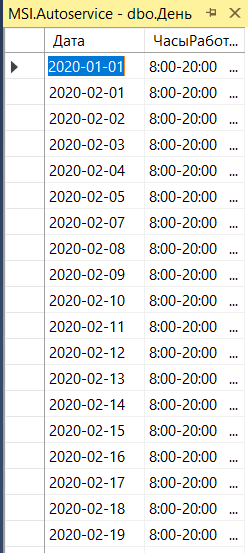 MSI.Autoservice - dbo.День
Дата ЧасыРабот...
2020-01-01 8:00-20:00 ...
2020-02-01 8:00-20:00 ...
2020-02-02 8:00-20:00 ...
2020-02-03 8:00-20:00 ...
2020-02-04 8:00-20:00 ...
2020-02-05 8:00-20:00 ...
2020-02-07 8:00-20:00 ...
2020-02-08 8:00-20:00 ...
2020-02-09 8:00-20:00 ...
2020-02-10 8:00-20:00 ...
2020-02-11 8:00-20:00 ...
2020-02-12 8:00-20:00 ...
2020-02-13 8:00-20:00 ...
2020-02-14 8:00-20:00 ...
2020-02-15 8:00-20:00 ...
2020-02-16 8:00-20:00 ...
2020-02-17 8:00-20:00 ...
2020-02-18 8:00-20:00 ...
2020-02-19 8:00-20:00 ...